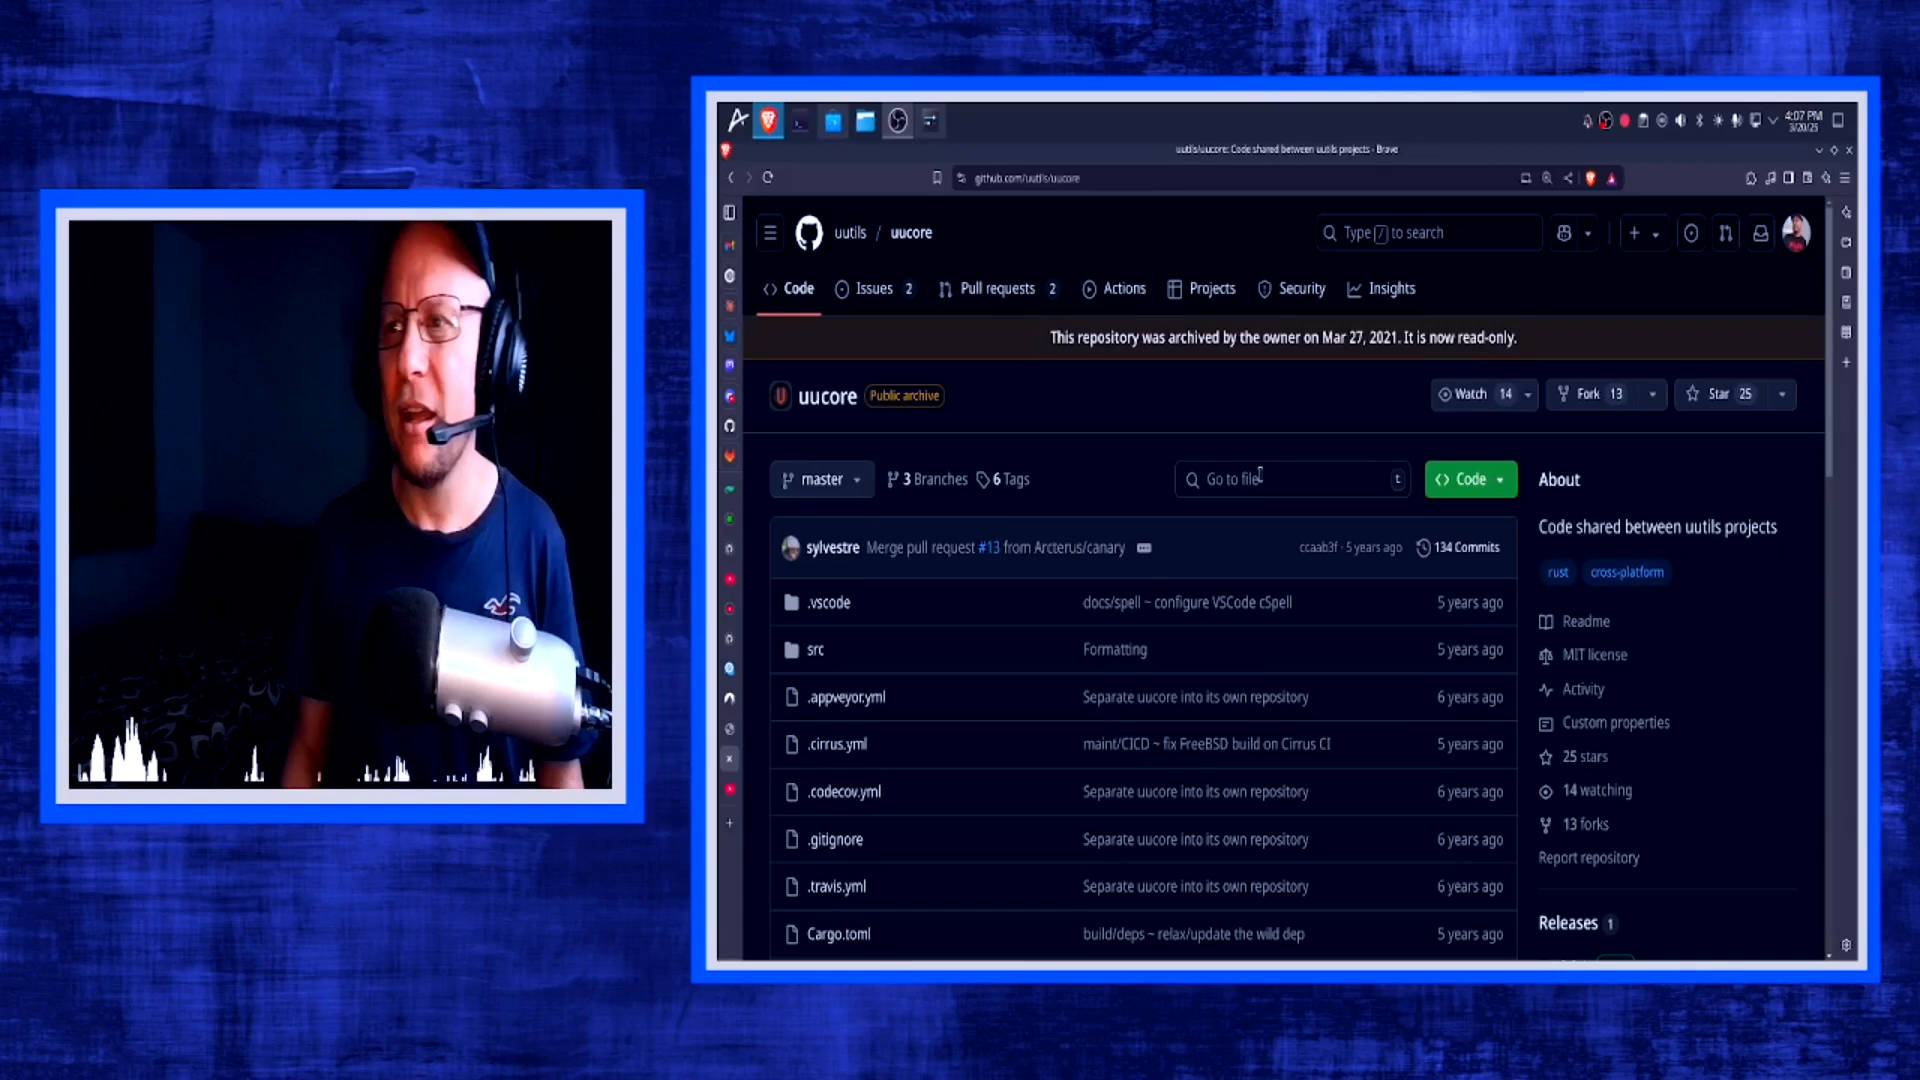 4:07 PM
3/20/25
uutils/uucore: Code shared between uutils projects - Brave
github.com/uutils/uucore
uutils / uucore
Type / to search
Code
Issues 2
Pull requests 2
Actions
Projects
Security
Insights
This repository was archived by the owner on Mar 27, 2021. It is now read-only.
uucore Public archive
Watch 14
Fork 13
Star 25
master
3 Branches
6 Tags
Go to file t
Code
About
Code shared between uutils projects
rust cross-platform
sylvestre Merge pull request #13 from Arcterus/canary
ccaab3f · 5 years ago
134 Commits
.vscode docs/spell ~ configure VSCode cSpell 5 years ago
src Formatting 5 years ago
.appveyor.yml Separate uucore into its own repository 6 years ago
.cirrus.yml maint/CICD ~ fix FreeBSD build on Cirrus CI 5 years ago
.codecov.yml Separate uucore into its own repository 6 years ago
.gitignore Separate uucore into its own repository 6 years ago
.travis.yml Separate uucore into its own repository 6 years ago
Cargo.toml build/deps ~ relax/update the wild dep 5 years ago
Readme
MIT license
Activity
Custom properties
25 stars
14 watching
13 forks
Report repository
Releases 1